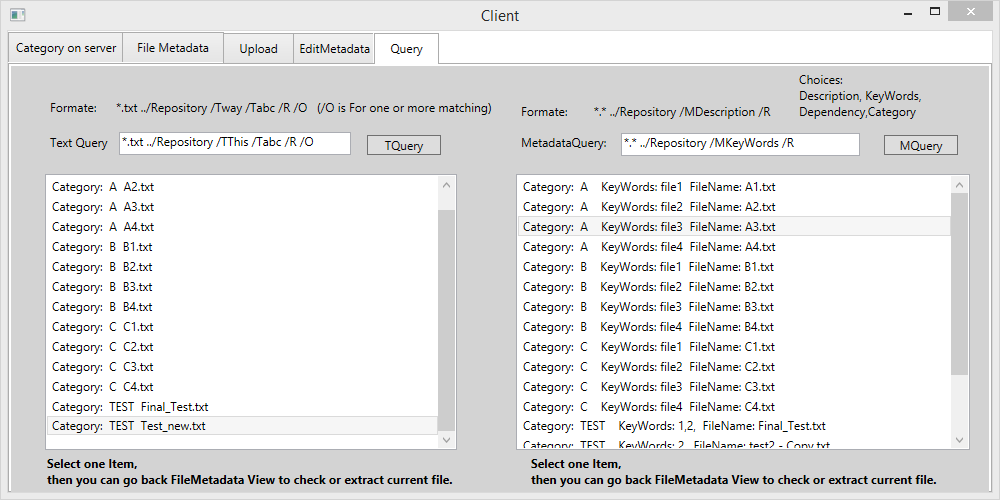 Client
Category on server File Metadata Upload EditMetadata Query
Formate: *.txt ../Repository /Tway /Tabc /R /O (/O is For one or more matching)
Text Query *.txt ../Repository /TThis /Tabc /R /O TQuery
Category: A A2.txt
Category: A A3.txt
Category: A A4.txt
Category: B B1.txt
Category: B B2.txt
Category: B B3.txt
Category: B B4.txt
Category: C C1.txt
Category: C C2.txt
Category: C C3.txt
Category: C C4.txt
Category: TEST Final_Test.txt
Category: TEST Test_new.txt
Select one Item,
then you can go back FileMetadata View to check or extract current file.
Choices:
Description, KeyWords,
Dependency,Category
Formate: *.* ../Repository /MDescription /R
MetadataQuery: *.* ../Repository /MKeyWords /R MQuery
Category: A KeyWords: file1 FileName: A1.txt
Category: A KeyWords: file2 FileName: A2.txt
Category: A KeyWords: file3 FileName: A3.txt
Category: A KeyWords: file4 FileName: A4.txt
Category: B KeyWords: file1 FileName: B1.txt
Category: B KeyWords: file2 FileName: B2.txt
Category: B KeyWords: file3 FileName: B3.txt
Category: B KeyWords: file4 FileName: B4.txt
Category: C KeyWords: file1 FileName: C1.txt
Category: C KeyWords: file2 FileName: C2.txt
Category: C KeyWords: file3 FileName: C3.txt
Category: C KeyWords: file4 FileName: C4.txt
Category: TEST KeyWords: 1,2, FileName: Final_Test.txt
Category: TEST KeyWords: 2 FileName: test2 - Copy.txt
Select one Item,
then you can go back FileMetadata View to check or extract current file.